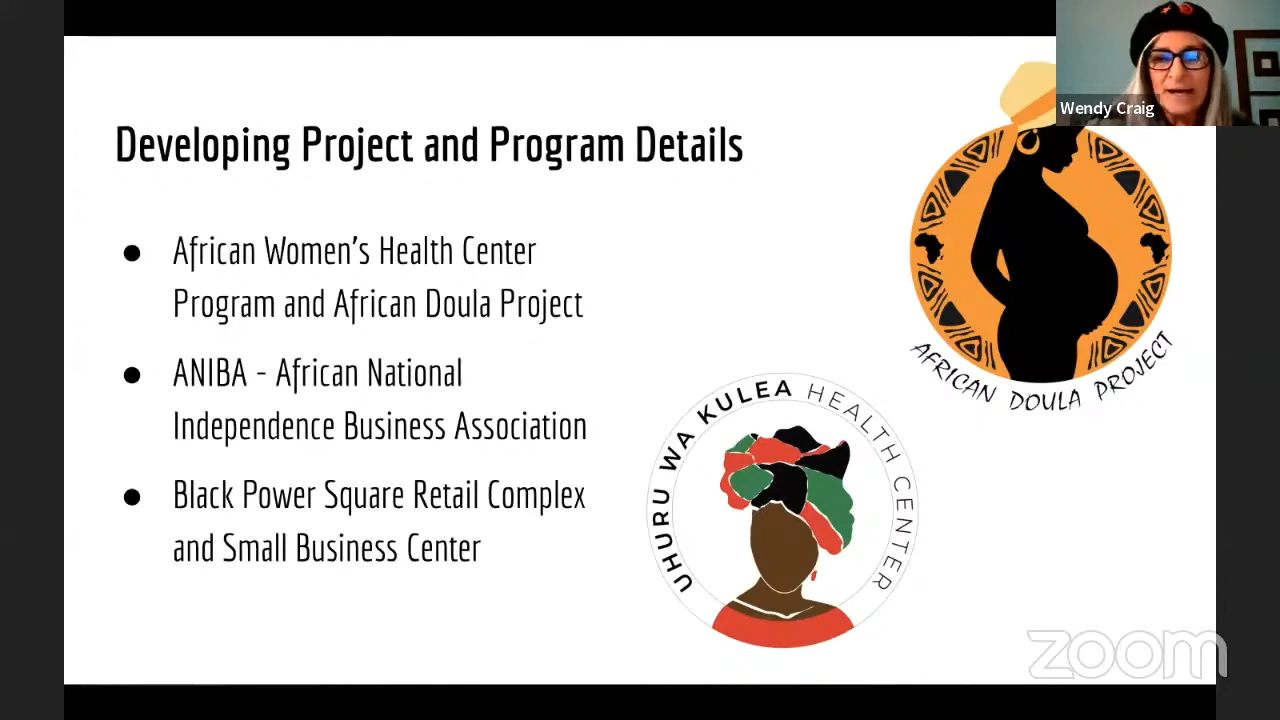 Wendy Craig
Developing Project and Program Details
● African Women's Health Center
Program and African Doula Project
● ANIBA - African National
Independence Business Association
● Black Power Square Retail Complex
and Small Business Center
AFRICAN DOULA PROJECT
UHURU WA KULEA HEALTH CENTER
zoom